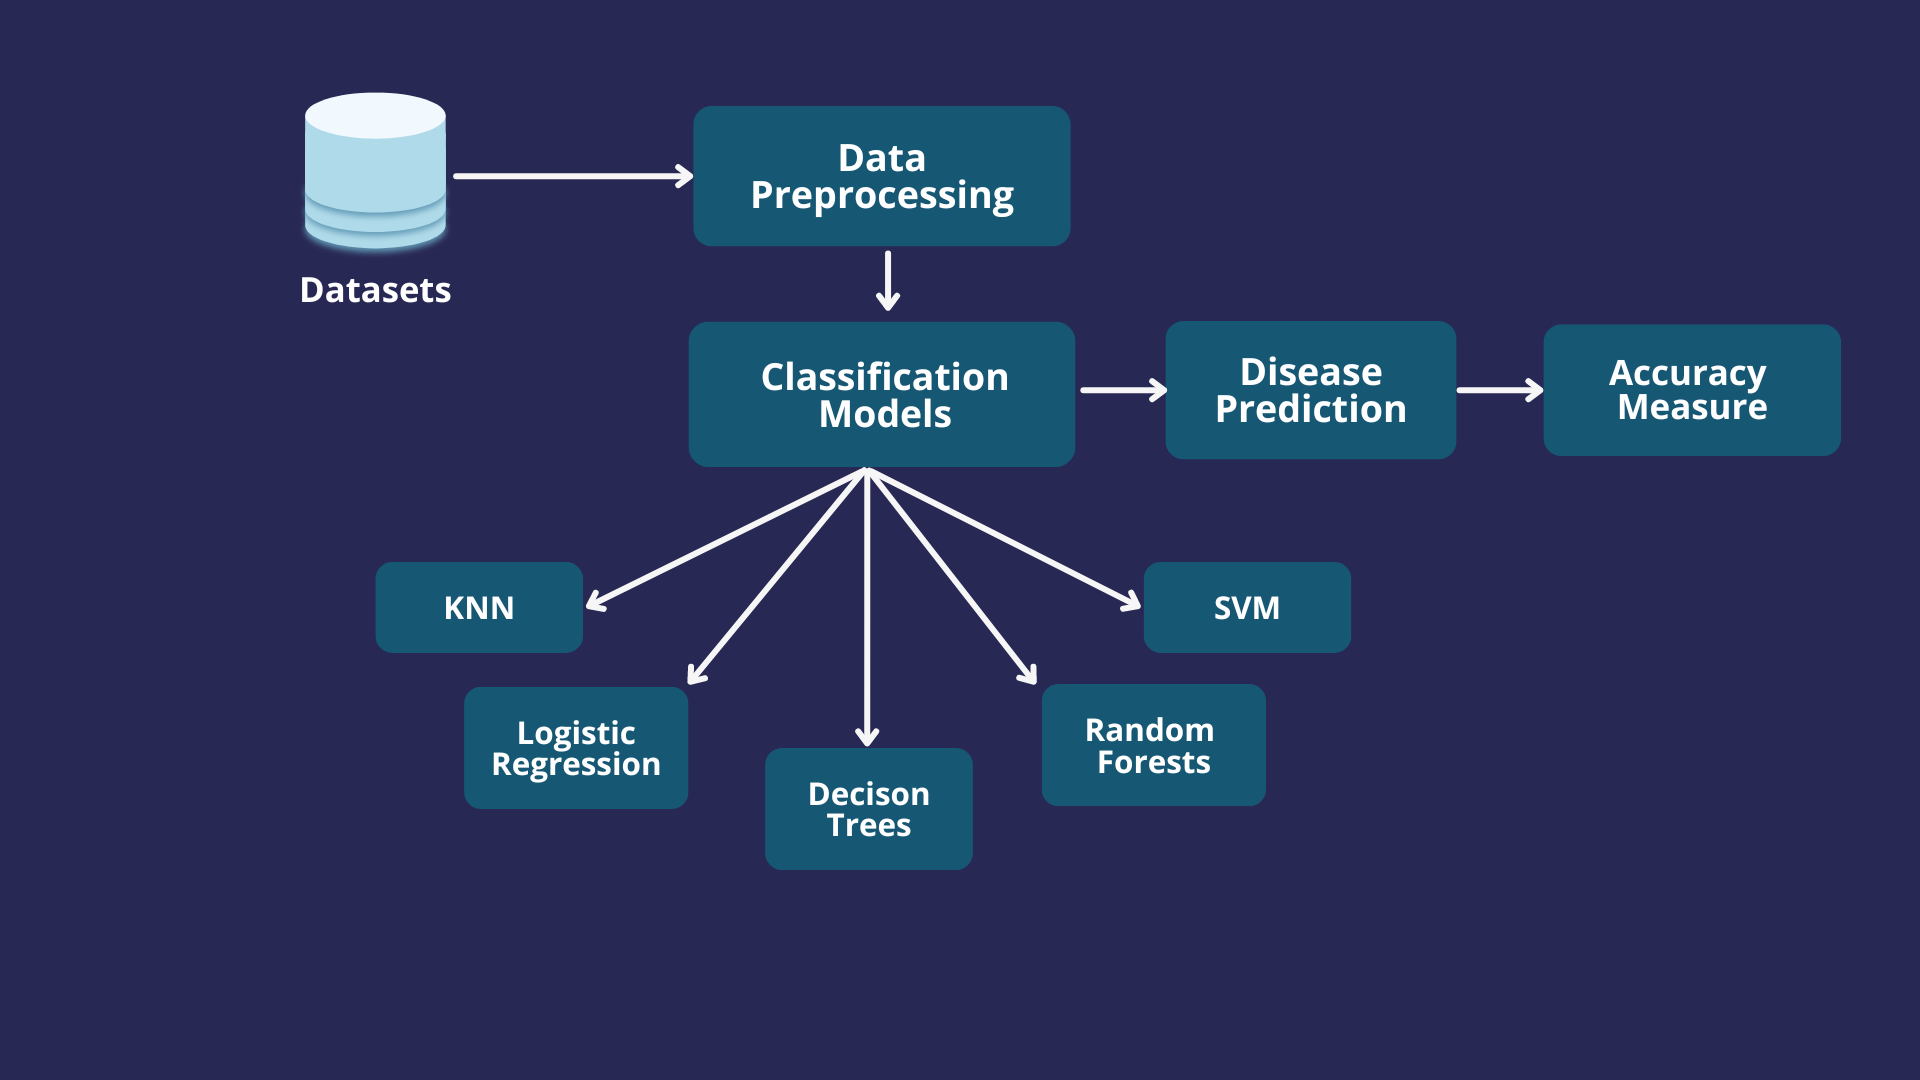 Data
Preprocessing
Datasets
Classification
Models
Disease
Prediction
Accuracy
Measure
KNN
SVM
Logistic
Regression
Random
Forests
Decison
Trees